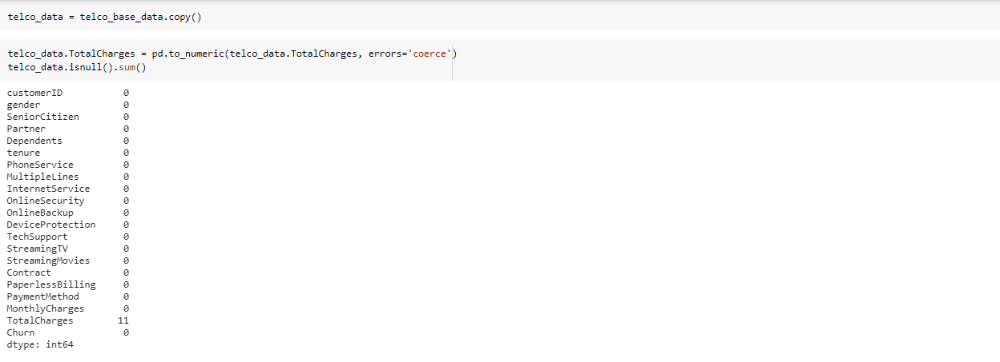 telco_data = telco_base_data.copy()
telco_data.TotalCharges = pd.to_numeric(telco_data.TotalCharges, errors='coerce')
telco_data.isnull().sum()
customerID 0
gender 0
SeniorCitizen 0
Partner 0
Dependents 0
tenure 0
PhoneService 0
MultipleLines 0
InternetService 0
OnlineSecurity 0
OnlineBackup 0
DeviceProtection 0
TechSupport 0
StreamingTV 0
StreamingMovies 0
Contract 0
PaperlessBilling 0
PaymentMethod 0
MonthlyCharges 0
TotalCharges 11
Churn 0
dtype: int64